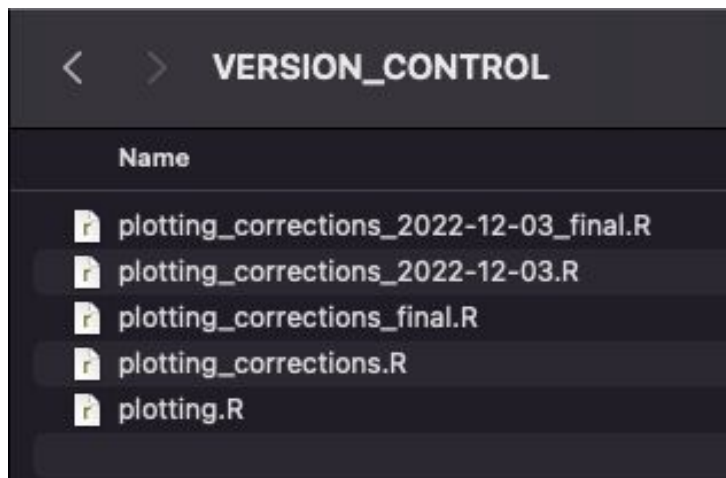 VERSION_CONTROL
Name
plotting_corrections_2022-12-03_final.R
plotting_corrections_2022-12-03.R
plotting_corrections_final.R
plotting_corrections.R
plotting.R